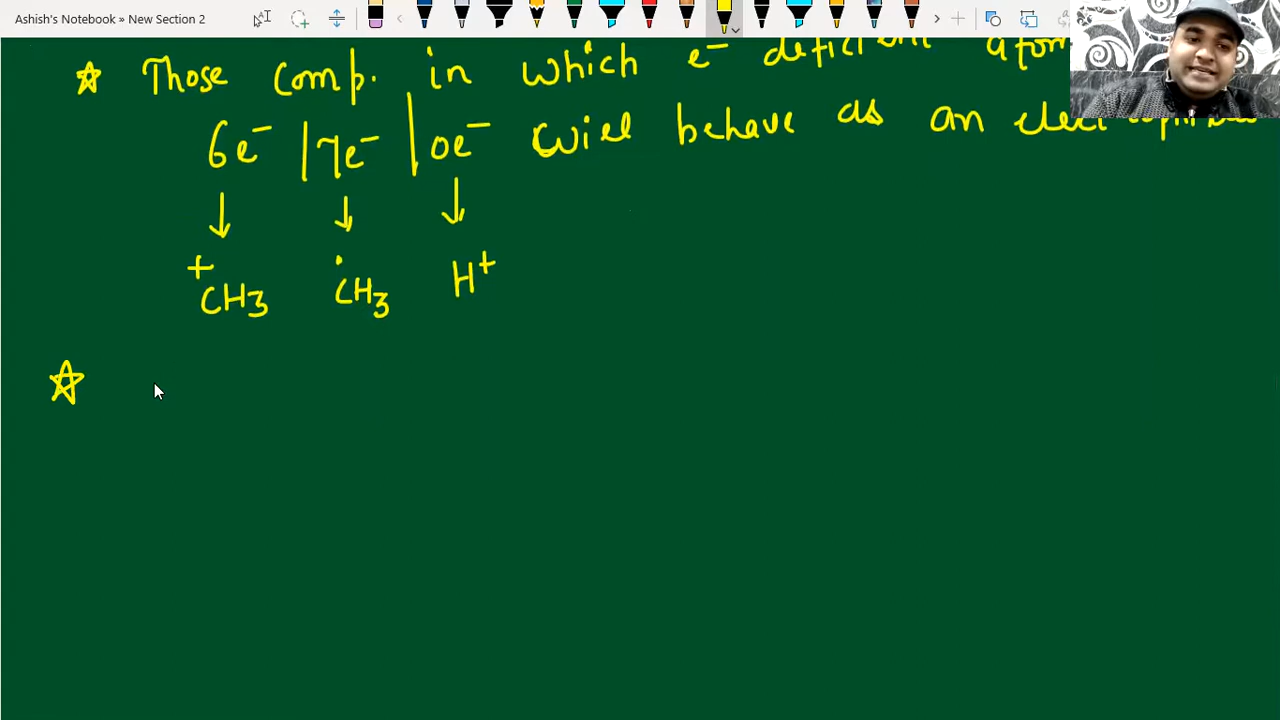 Ashish's Notebook » New Section 2
☆ Those comp. in which e⁻ deficient atom
6e⁻ | 7e⁻ | 0e⁻ will behave as an
↓ ↓ ↓
+ ·
CH3 CH3 H⁺
☆